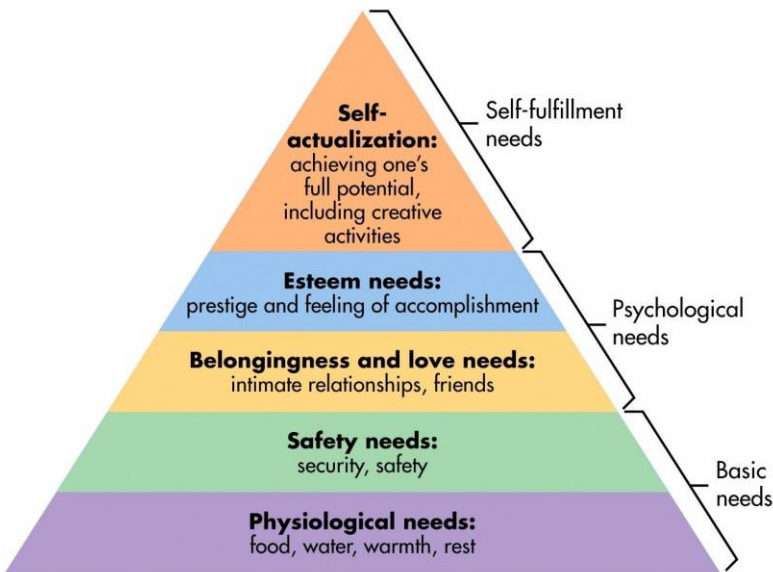 Self-
actualization:
achieving one's
full potential,
including creative
activities
Self-fulfillment
needs
Esteem needs:
prestige and feeling of accomplishment
Belongingness and love needs:
intimate relationships, friends
Psychological
needs
Safety needs:
security, safety
Physiological needs:
food, water, warmth, rest
Basic
needs